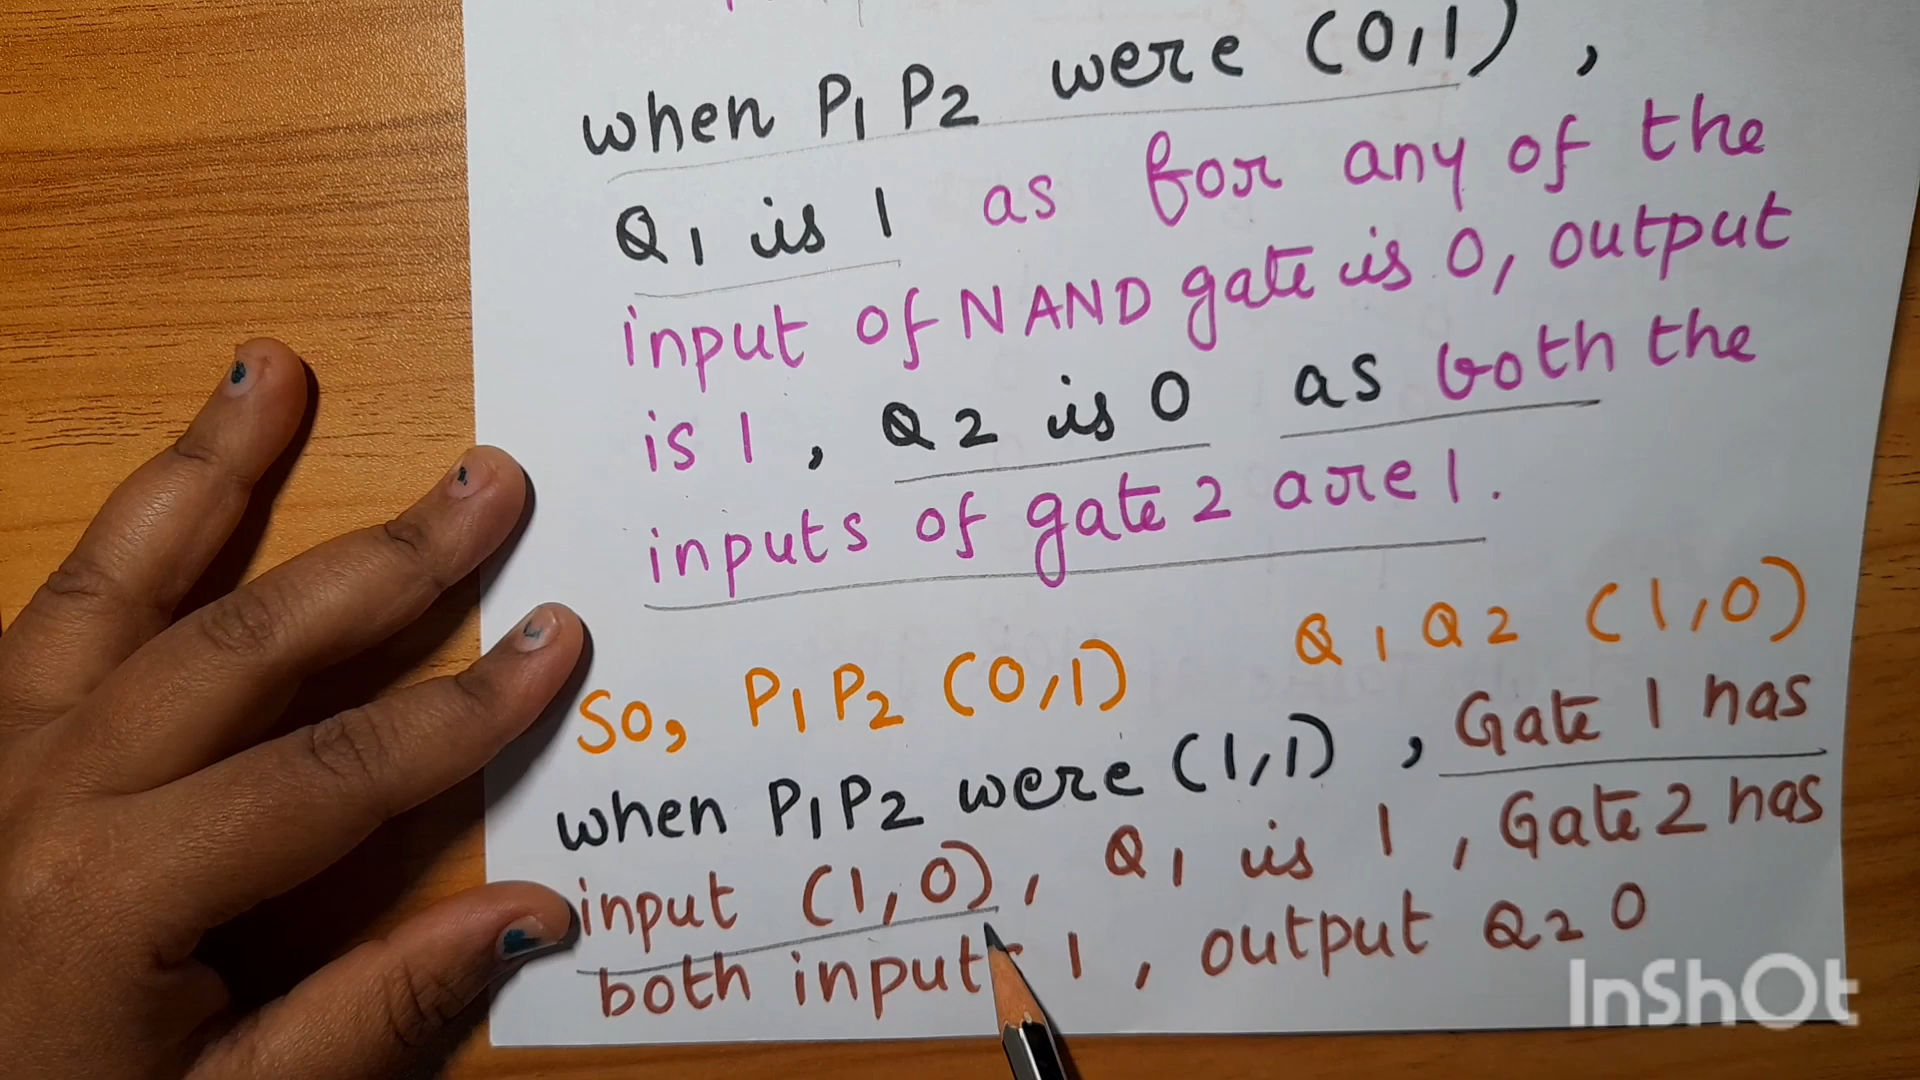 when P1 P2 were (0,1),
Q1 is 1 as for any of the
input of NAND gate is 0, output
is 1, Q2 is 0 as both the
inputs of gate 2 are 1.
So, P1 P2 (0,1) Q1 Q2 (1,0)
when P1P2 were (1,1), Gate 1 has
input (1,0), Q1 is 1, Gate 2 has
both input 1, output Q2 0
InShOt